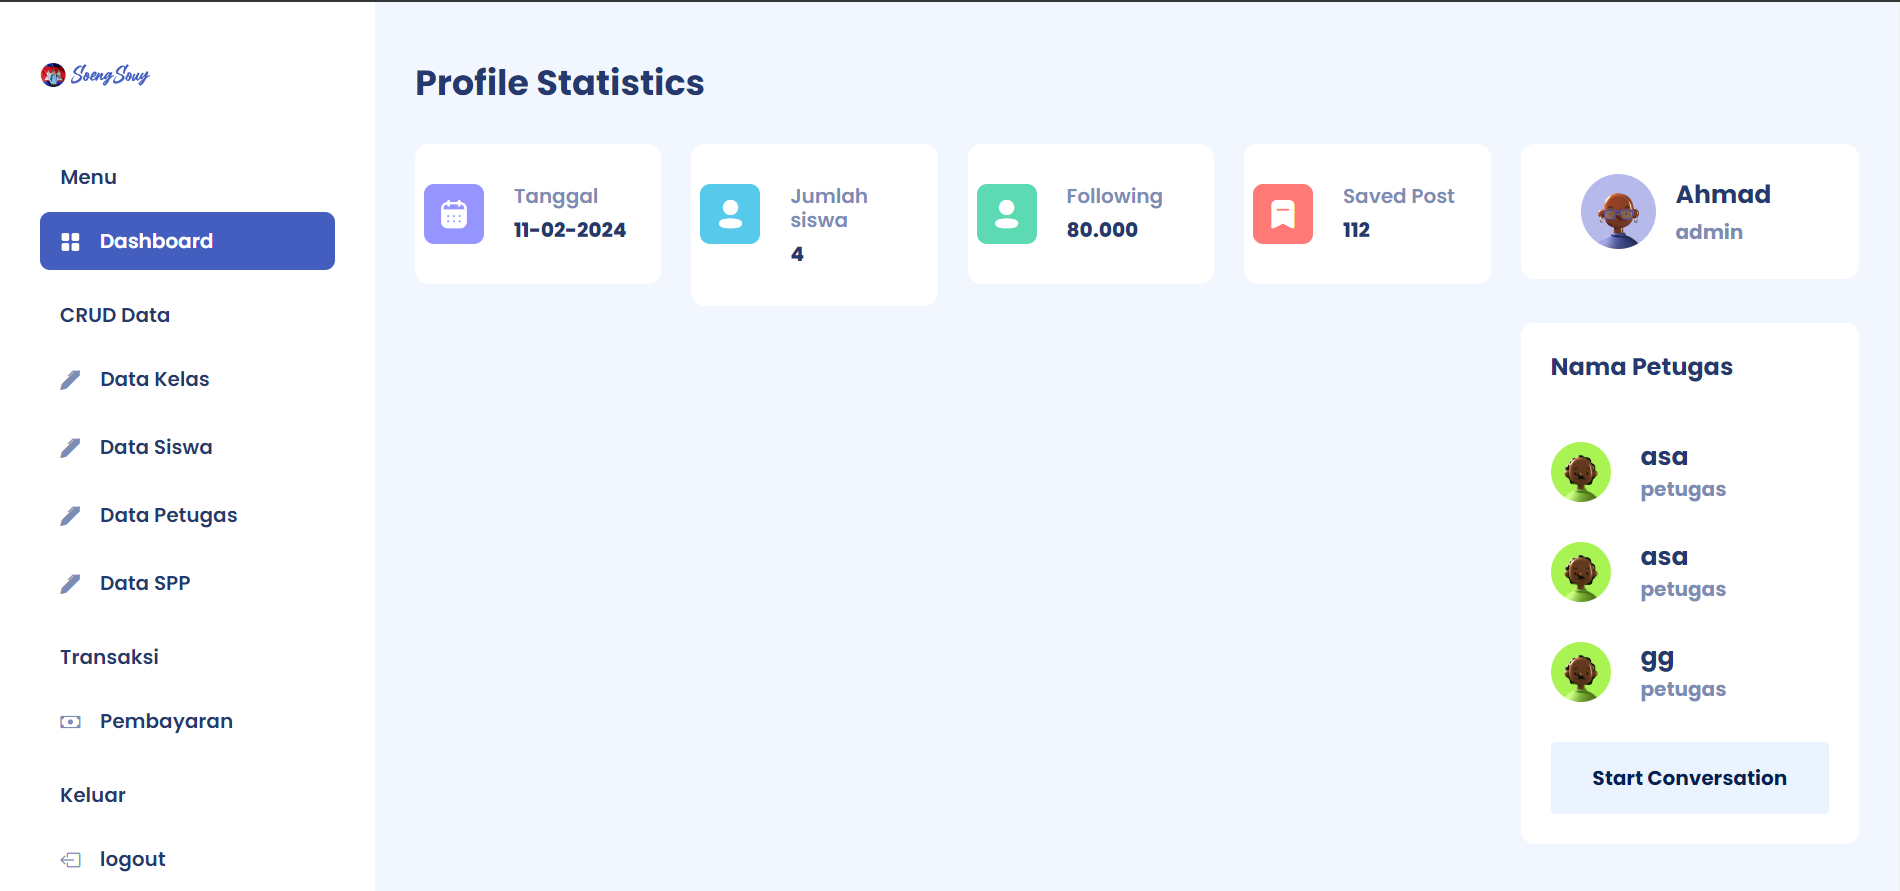 SoengSouy
Menu
Dashboard
CRUD Data
Data Kelas
Data Siswa
Data Petugas
Data SPP
Transaksi
Pembayaran
Keluar
logout
Profile Statistics
Tanggal
11-02-2024
Jumlah
siswa
4
Following
80.000
Saved Post
112
Ahmad
admin
Nama Petugas
asa
petugas
asa
petugas
gg
petugas
Start Conversation